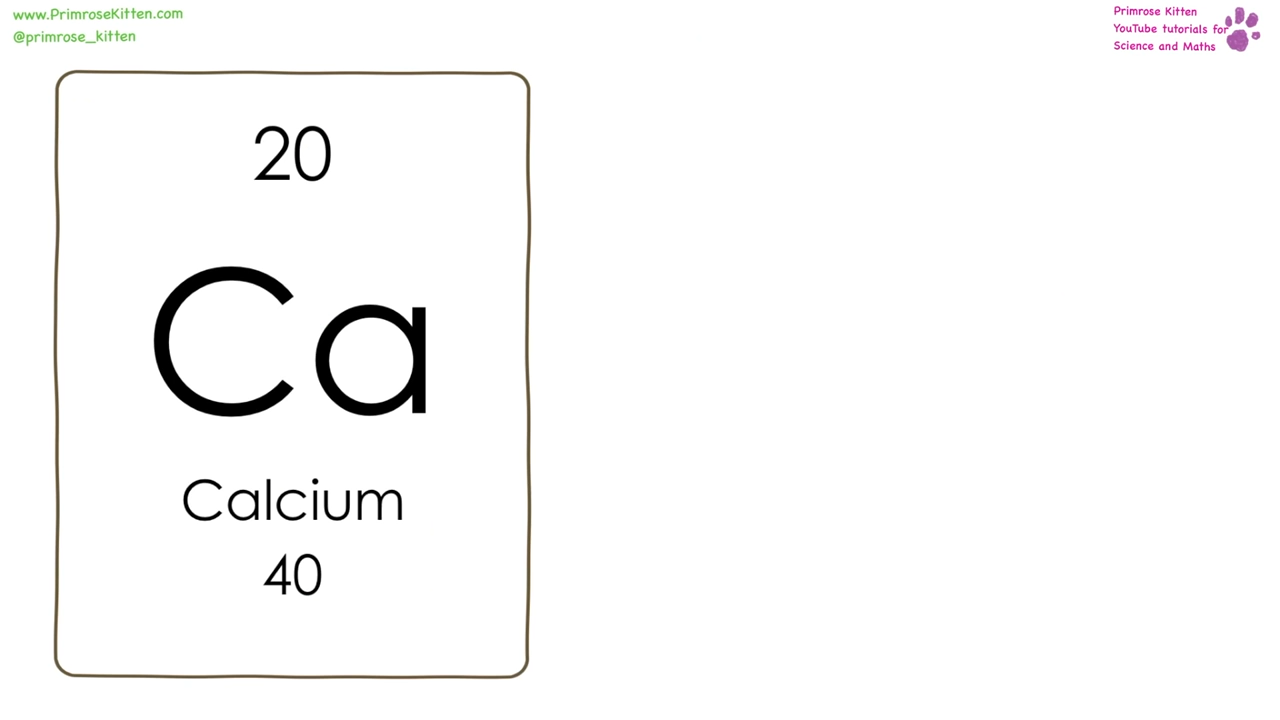 www.PrimroseKitten.com
@primrose_kitten
Primrose Kitten
YouTube tutorials for
Science and Maths
20
Ca
Calcium
40